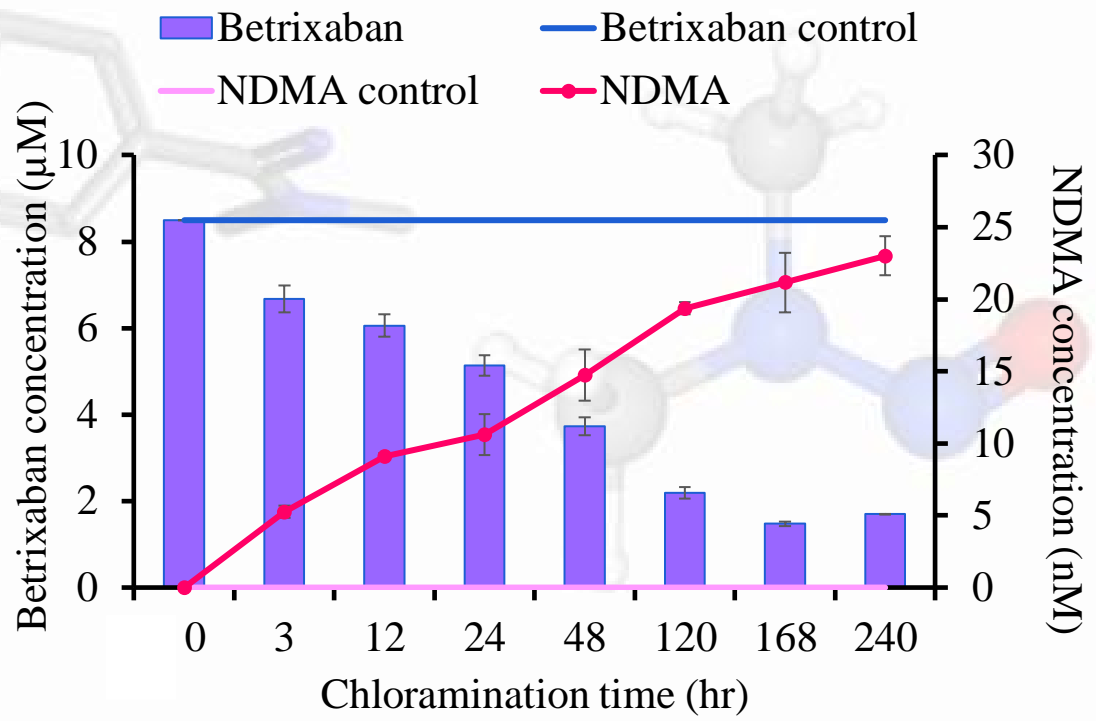 Betrixaban
Betrixaban control
NDMA control
NDMA
Betrixaban concentration (µM)
10
8
6
4
2
0
30
25
20
15
10
5
0
NDMA concentration (nM)
0 3 12 24 48 120 168 240
Chloramination time (hr)